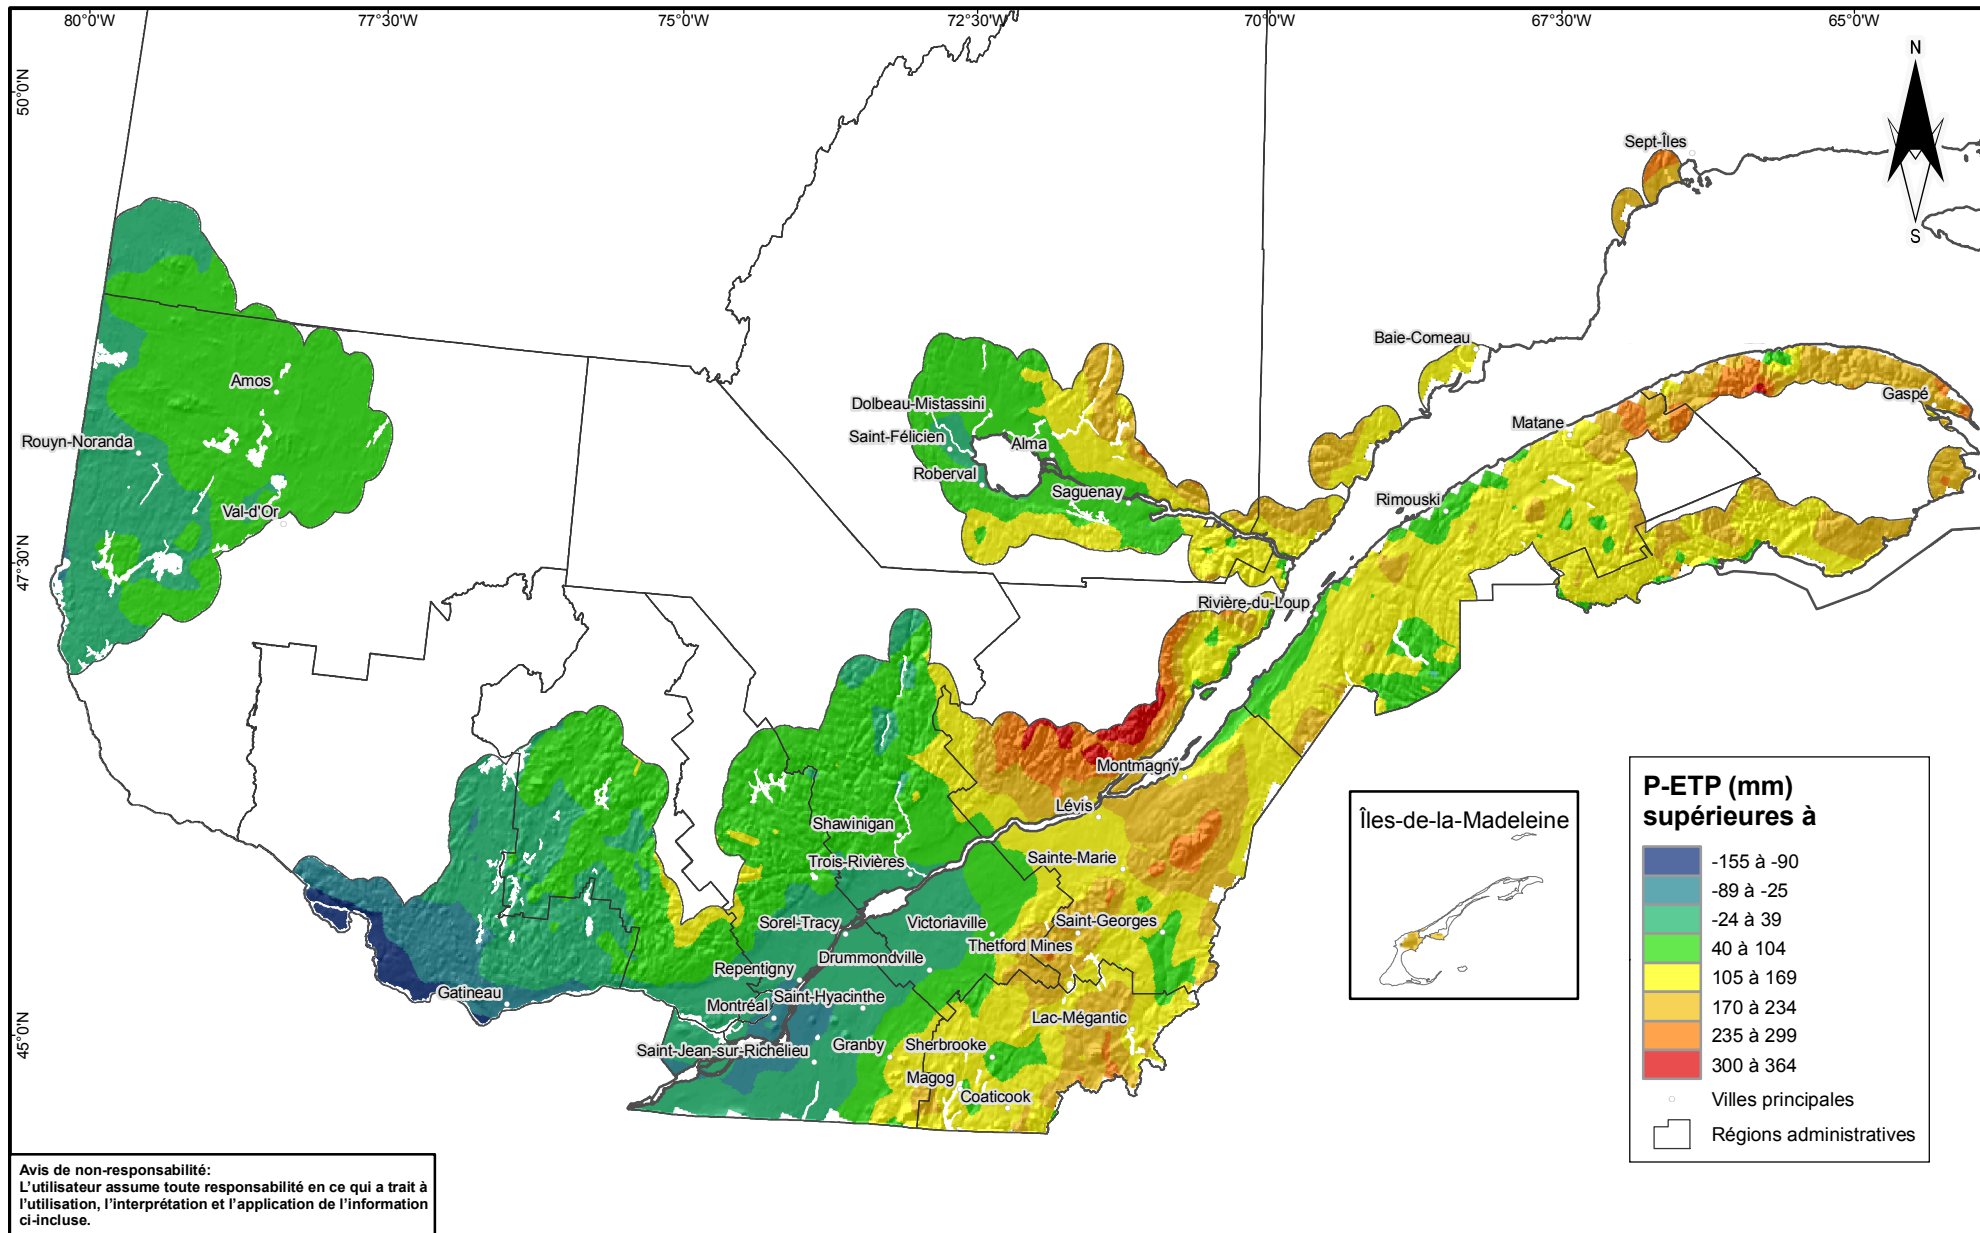 80°0'W
77°30'W
75°0'W
72°30'W
70°0'W
67°30'W
65°0'W
50°0'N
47°30'N
45°0'N
N
S
Sept-Îles
Baie-Comeau
Gaspé
Matane
Amos
Dolbeau-Mistassini
Saint-Félicien
Alma
Rouyn-Noranda
Roberval
Saguenay
Rimouski
Val-d'Or
Rivière-du-Loup
Montmagny
Lévis
Shawinigan
Trois-Rivières
Sainte-Marie
Sorel-Tracy
Victoriaville
Saint-Georges
Thetford Mines
Drummondville
Repentigny
Gatineau
Montréal
Saint-Hyacinthe
Lac-Mégantic
Saint-Jean-sur-Richelieu
Granby
Sherbrooke
Magog
Coaticook
Îles-de-la-Madeleine
P-ETP (mm)
supérieures à
-155 à -90
-89 à -25
-24 à 39
40 à 104
105 à 169
170 à 234
235 à 299
300 à 364
Villes principales
Régions administratives
Avis de non-responsabilité:
L'utilisateur assume toute responsabilité en ce qui a trait à
l'utilisation, l'interprétation et l'application de l'information
ci-incluse.